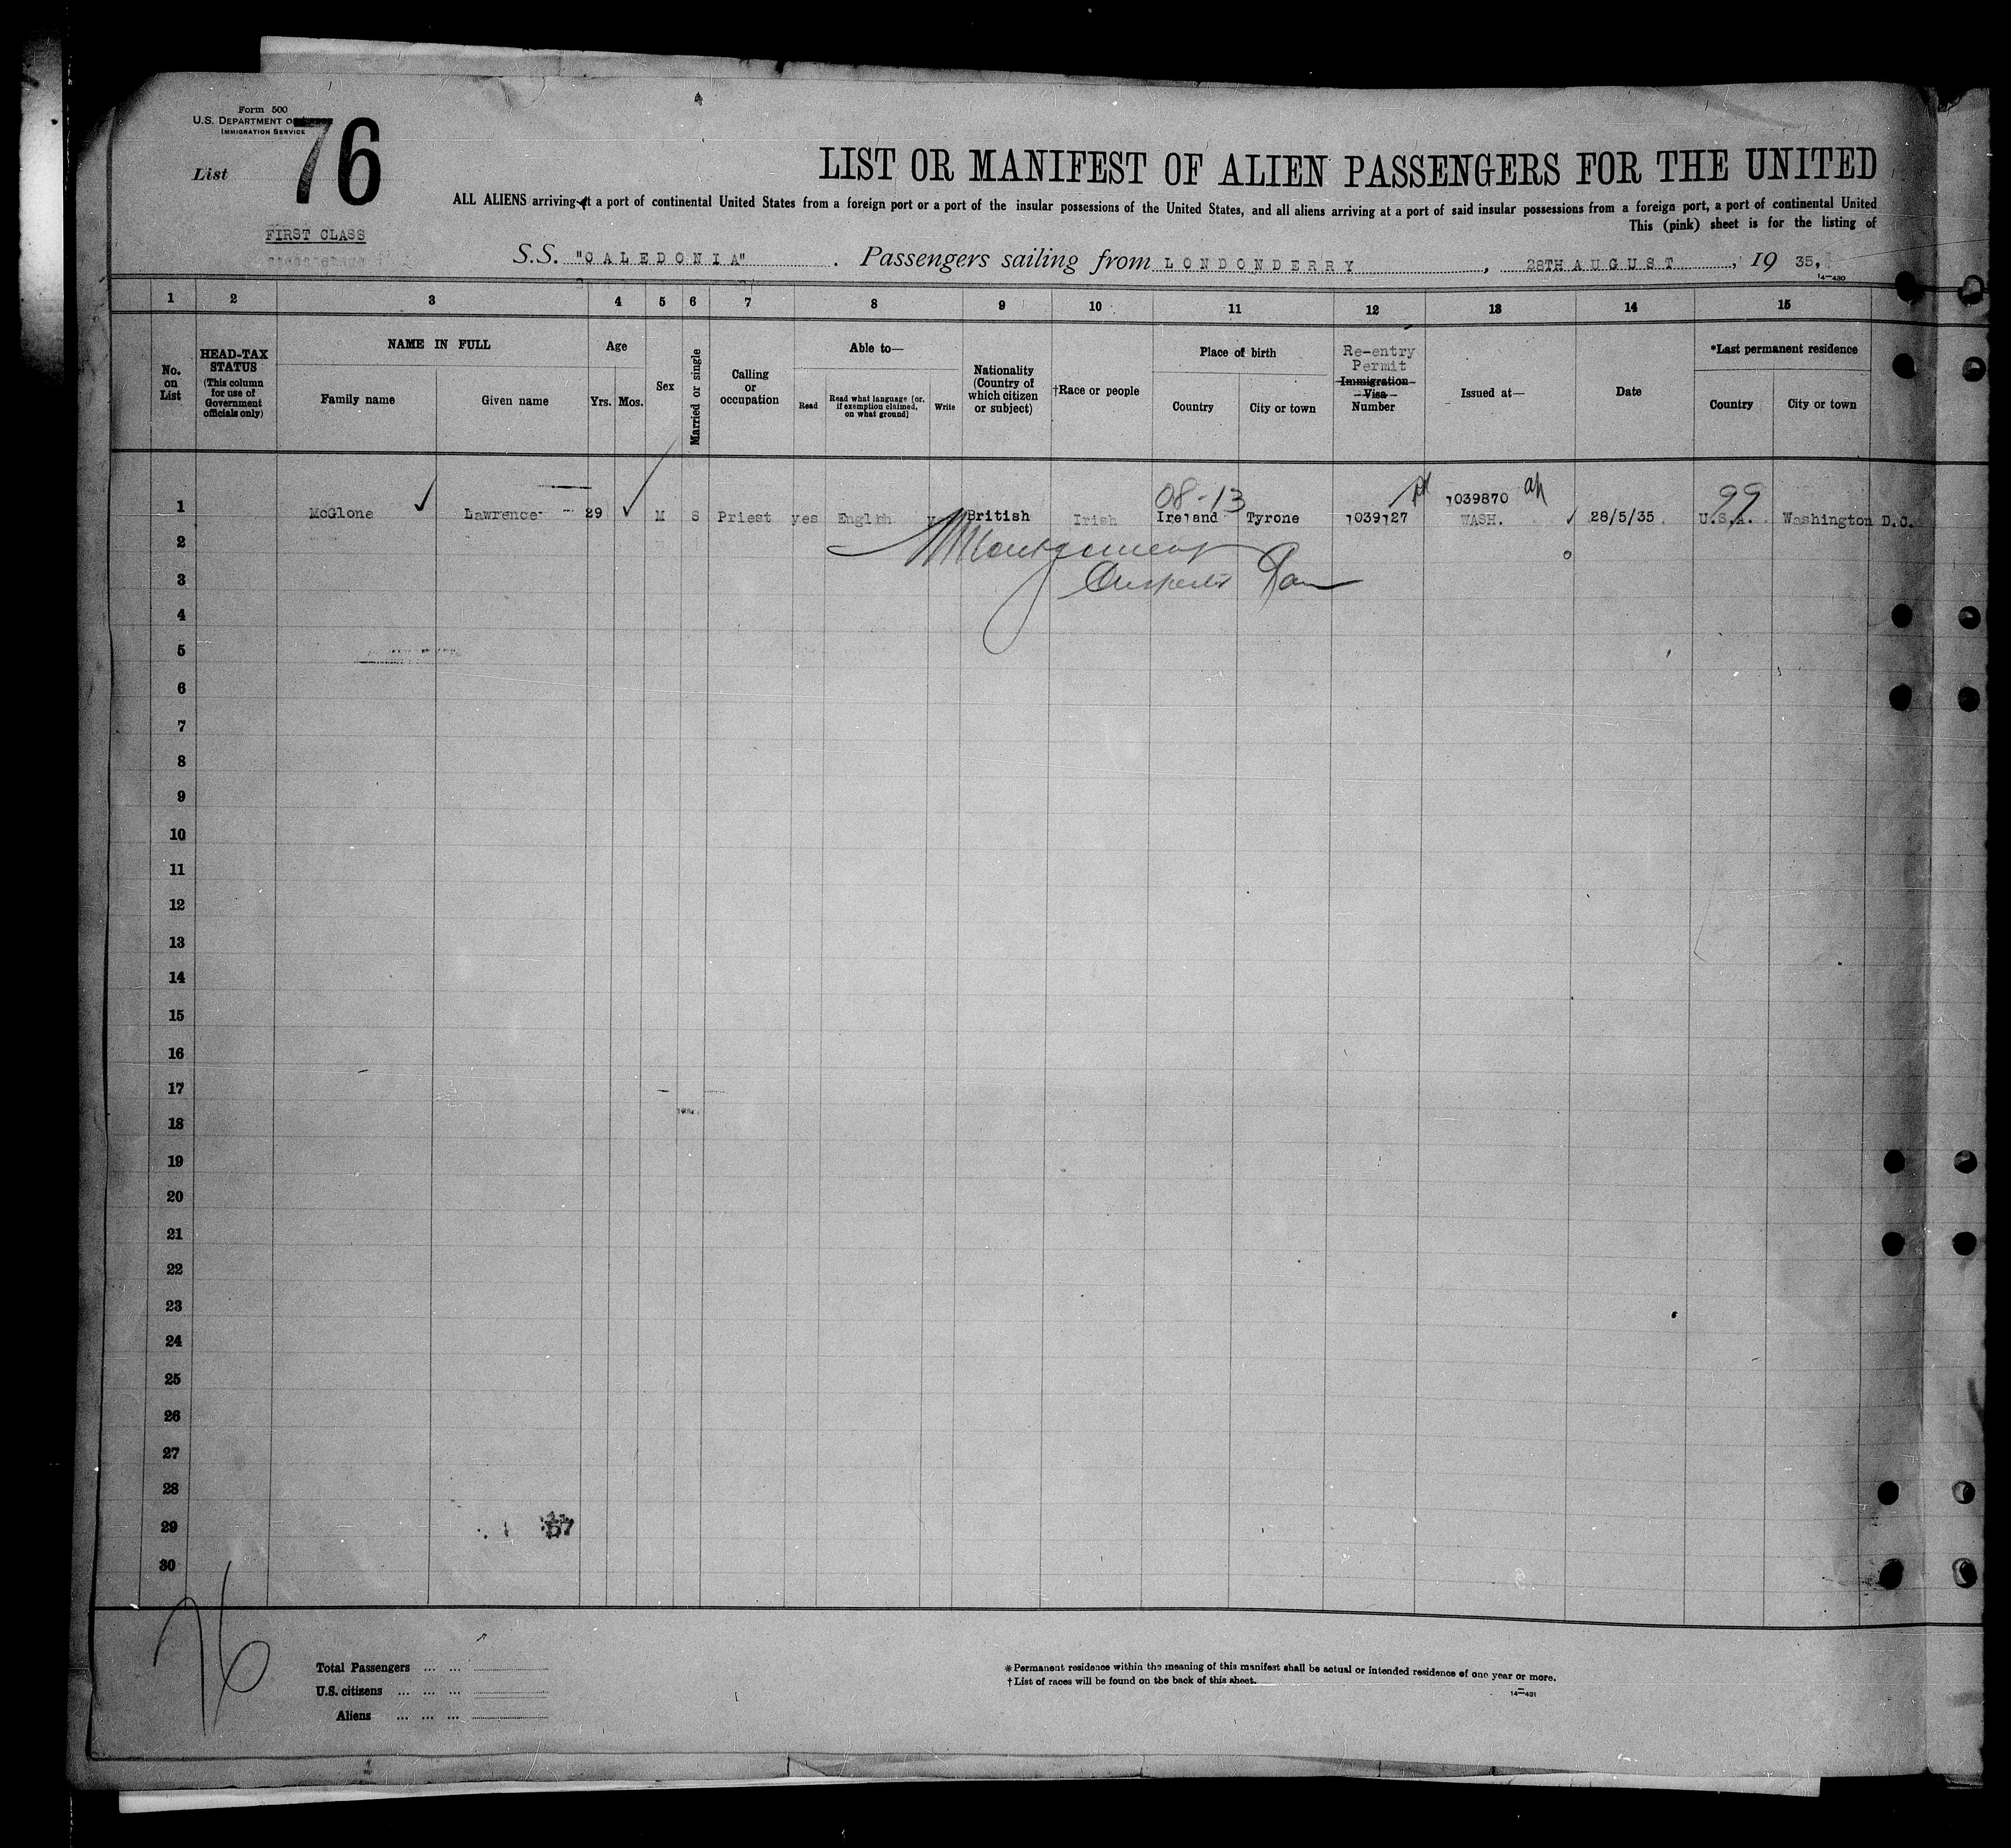 Form 500
U.S. DEPARTMENT OF LABOR
IMMIGRATION SERVICE
List 76
LIST OR MANIFEST OF ALIEN PASSENGERS FOR THE UNITED
ALL ALIENS arriving at a port of continental United States from a foreign port or a port of the insular possessions of the United States, and all aliens arriving at a port of said insular possessions from a foreign port, a port of continental United
This (pink) sheet is for the listing of
FIRST CLASS
S.S. "CALEDONIA". Passengers sailing from LONDONDERRY, 28TH AUGUST, 19 35,
14—430
1 2 3 4 5 6 7 8 9 10 11 12 13 14 15
No. on List
HEAD-TAX STATUS (This column for use of Government officials only)
NAME IN FULL
Family name
Given name
Age
Yrs. Mos.
Sex
Married or single
Calling or occupation
Able to—
Read
Read what language [or, if exemption claimed, on what ground]
Write
Nationality (Country of which citizen or subject)
†Race or people
Place of birth
Country
City or town
Re-entry Permit
Immigration Visa Number
Issued at—
Date
*Last permanent residence
Country
City or town
08-13 1039870 99
1 McGlone Lawrence 29 M S Priest yes English British Irish Ireland Tyrone 1039127 WASH. 28/5/35 U.S.A. Washington D.C.
2
Montgomery
3
4
5
6
7
8
9
10
11
12
13
14
15
16
17
18
19
20
21
22
23
24
25
26
27
28
29
30
76
Total Passengers ... ...
U.S. citizens ... ... ...
Aliens ... ... ...
*Permanent residence within the meaning of this manifest shall be actual or intended residence of one year or more.
†List of races will be found on the back of this sheet.
14—431